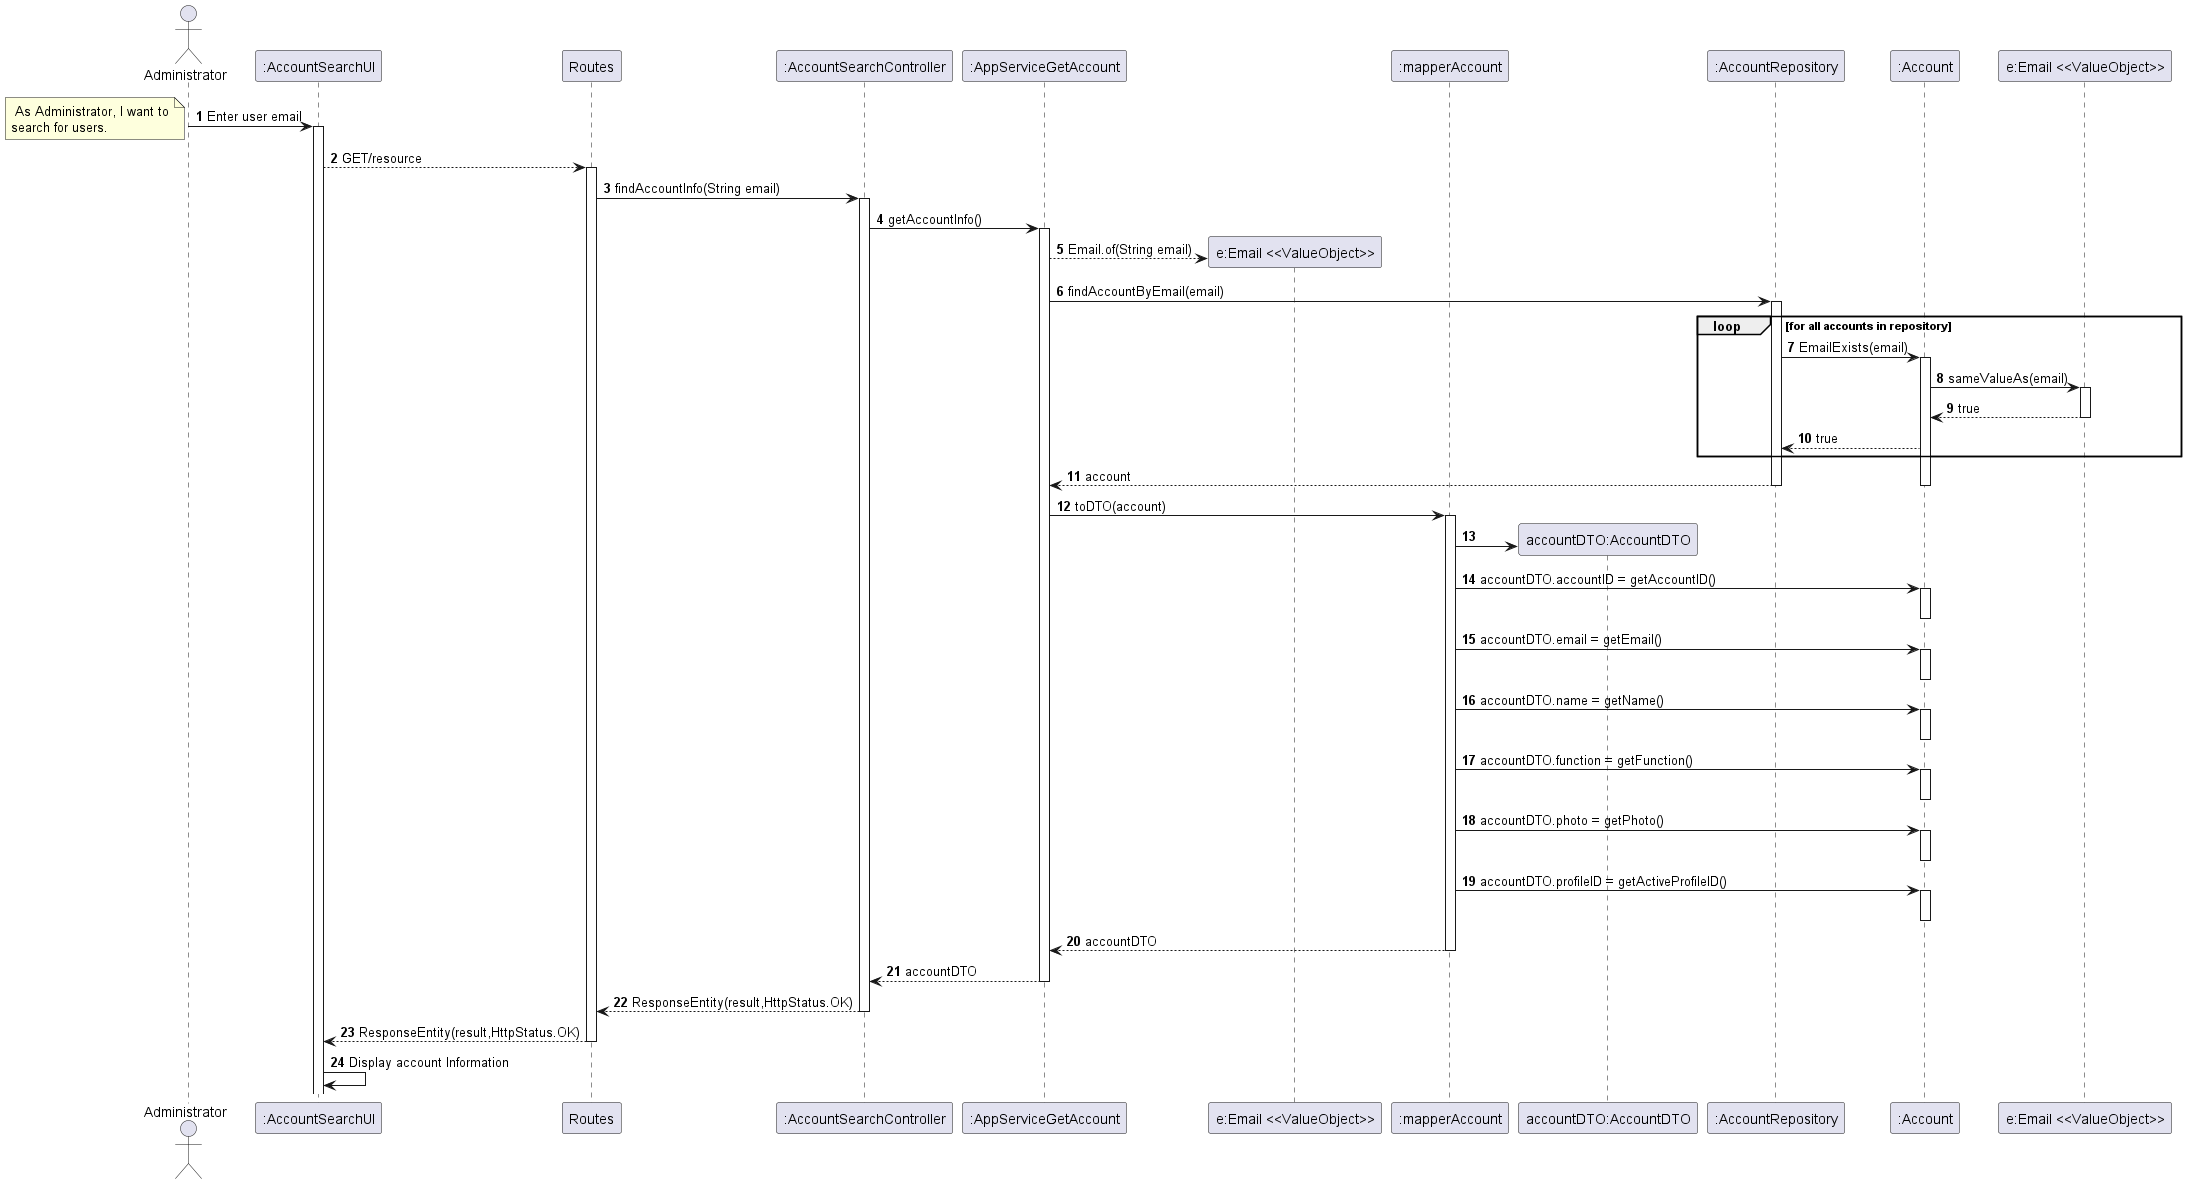 Administrator
:AccountSearchUI
Routes
:AccountSearchController
:AppServiceGetAccount
:mapperAccount
:AccountRepository
:Account
e:Email <<ValueObject>>
As Administrator, I want to
search for users.
1 Enter user email
2 GET/resource
3 findAccountInfo(String email)
4 getAccountInfo()
5 Email.of(String email)
e:Email <<ValueObject>>
6 findAccountByEmail(email)
loop
[for all accounts in repository]
7 EmailExists(email)
8 sameValueAs(email)
9 true
10 true
11 account
12 toDTO(account)
13
accountDTO:AccountDTO
14 accountDTO.accountID = getAccountID()
15 accountDTO.email = getEmail()
16 accountDTO.name = getName()
17 accountDTO.function = getFunction()
18 accountDTO.photo = getPhoto()
19 accountDTO.profileID = getActiveProfileID()
20 accountDTO
21 accountDTO
22 ResponseEntity(result,HttpStatus.OK)
23 ResponseEntity(result,HttpStatus.OK)
24 Display account Information
Administrator
:AccountSearchUI
Routes
:AccountSearchController
:AppServiceGetAccount
e:Email <<ValueObject>>
:mapperAccount
accountDTO:AccountDTO
:AccountRepository
:Account
e:Email <<ValueObject>>